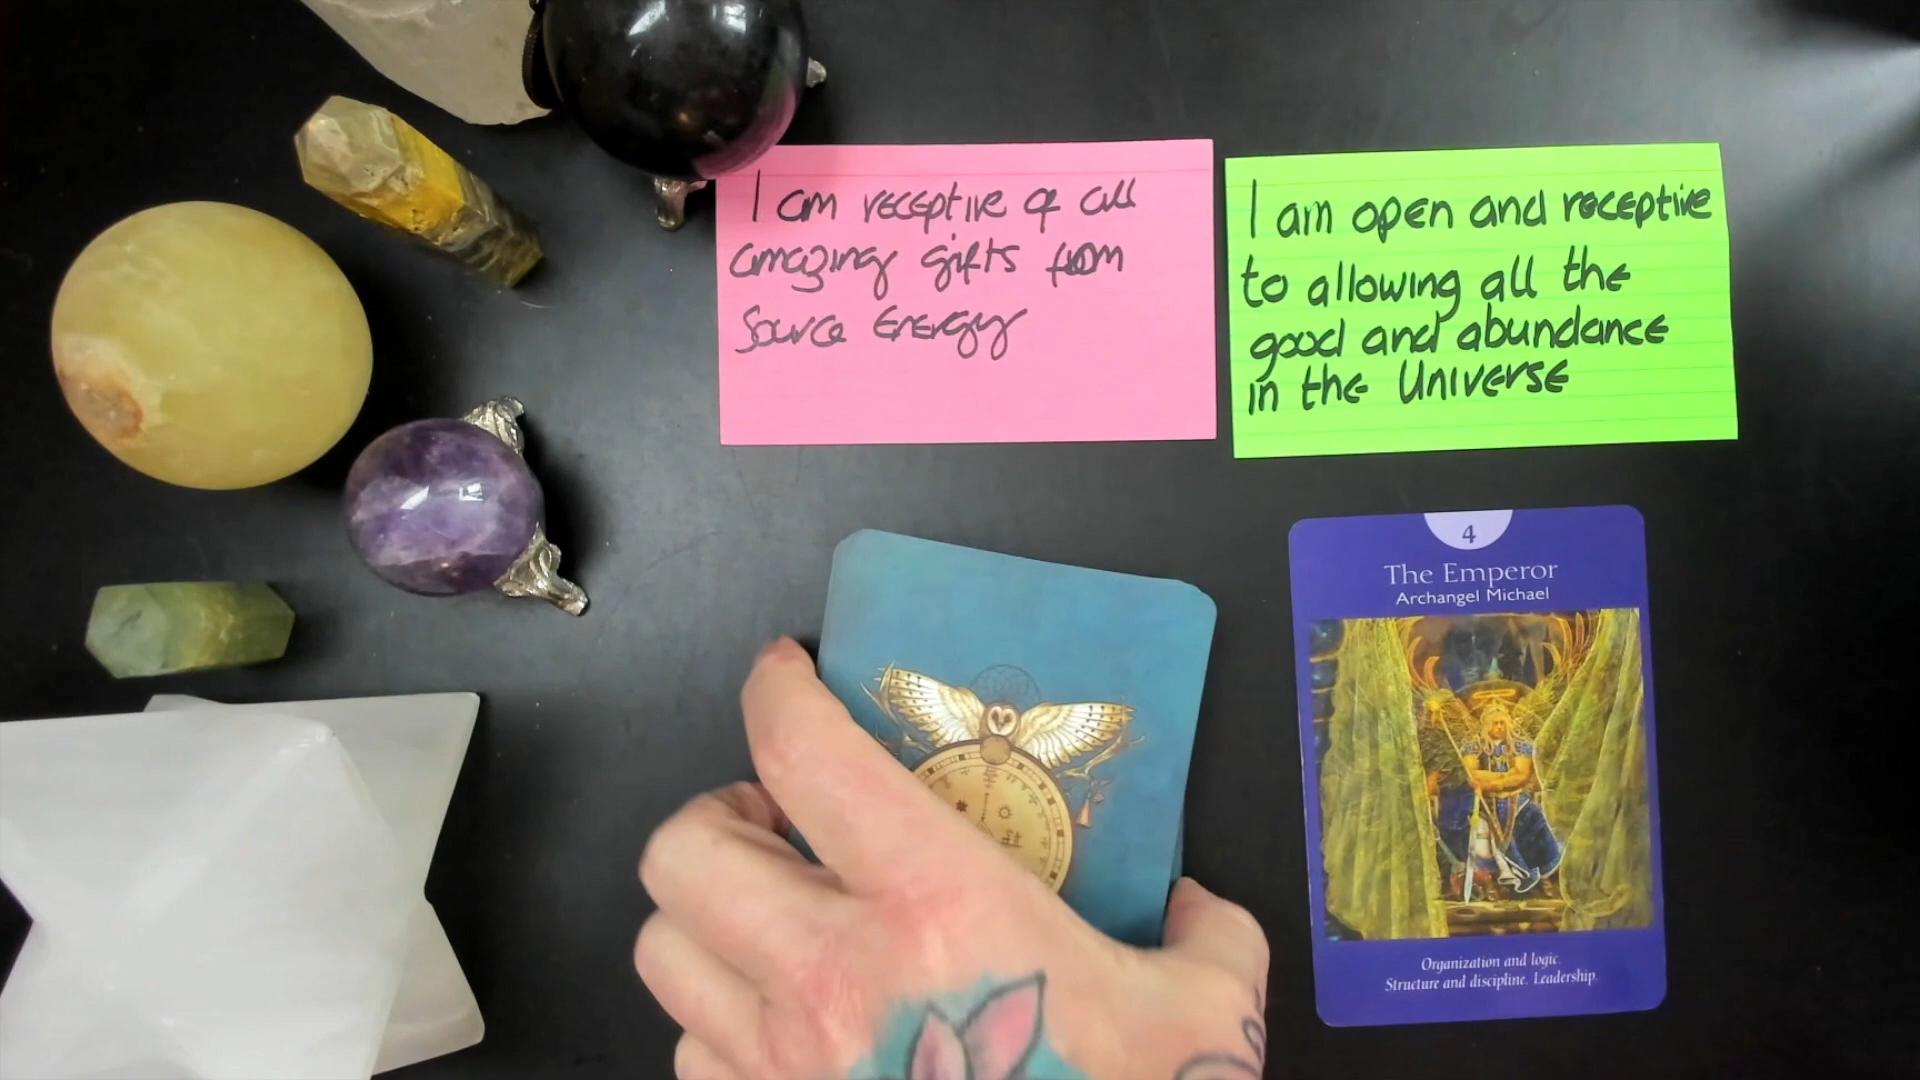 I am receptive of all
amazing gifts from
Source Energy
I am open and receptive
to allowing all the
good and abundance
in the Universe
4
The Emperor
Archangel Michael
Organization and logic.
Structure and discipline. Leadership.